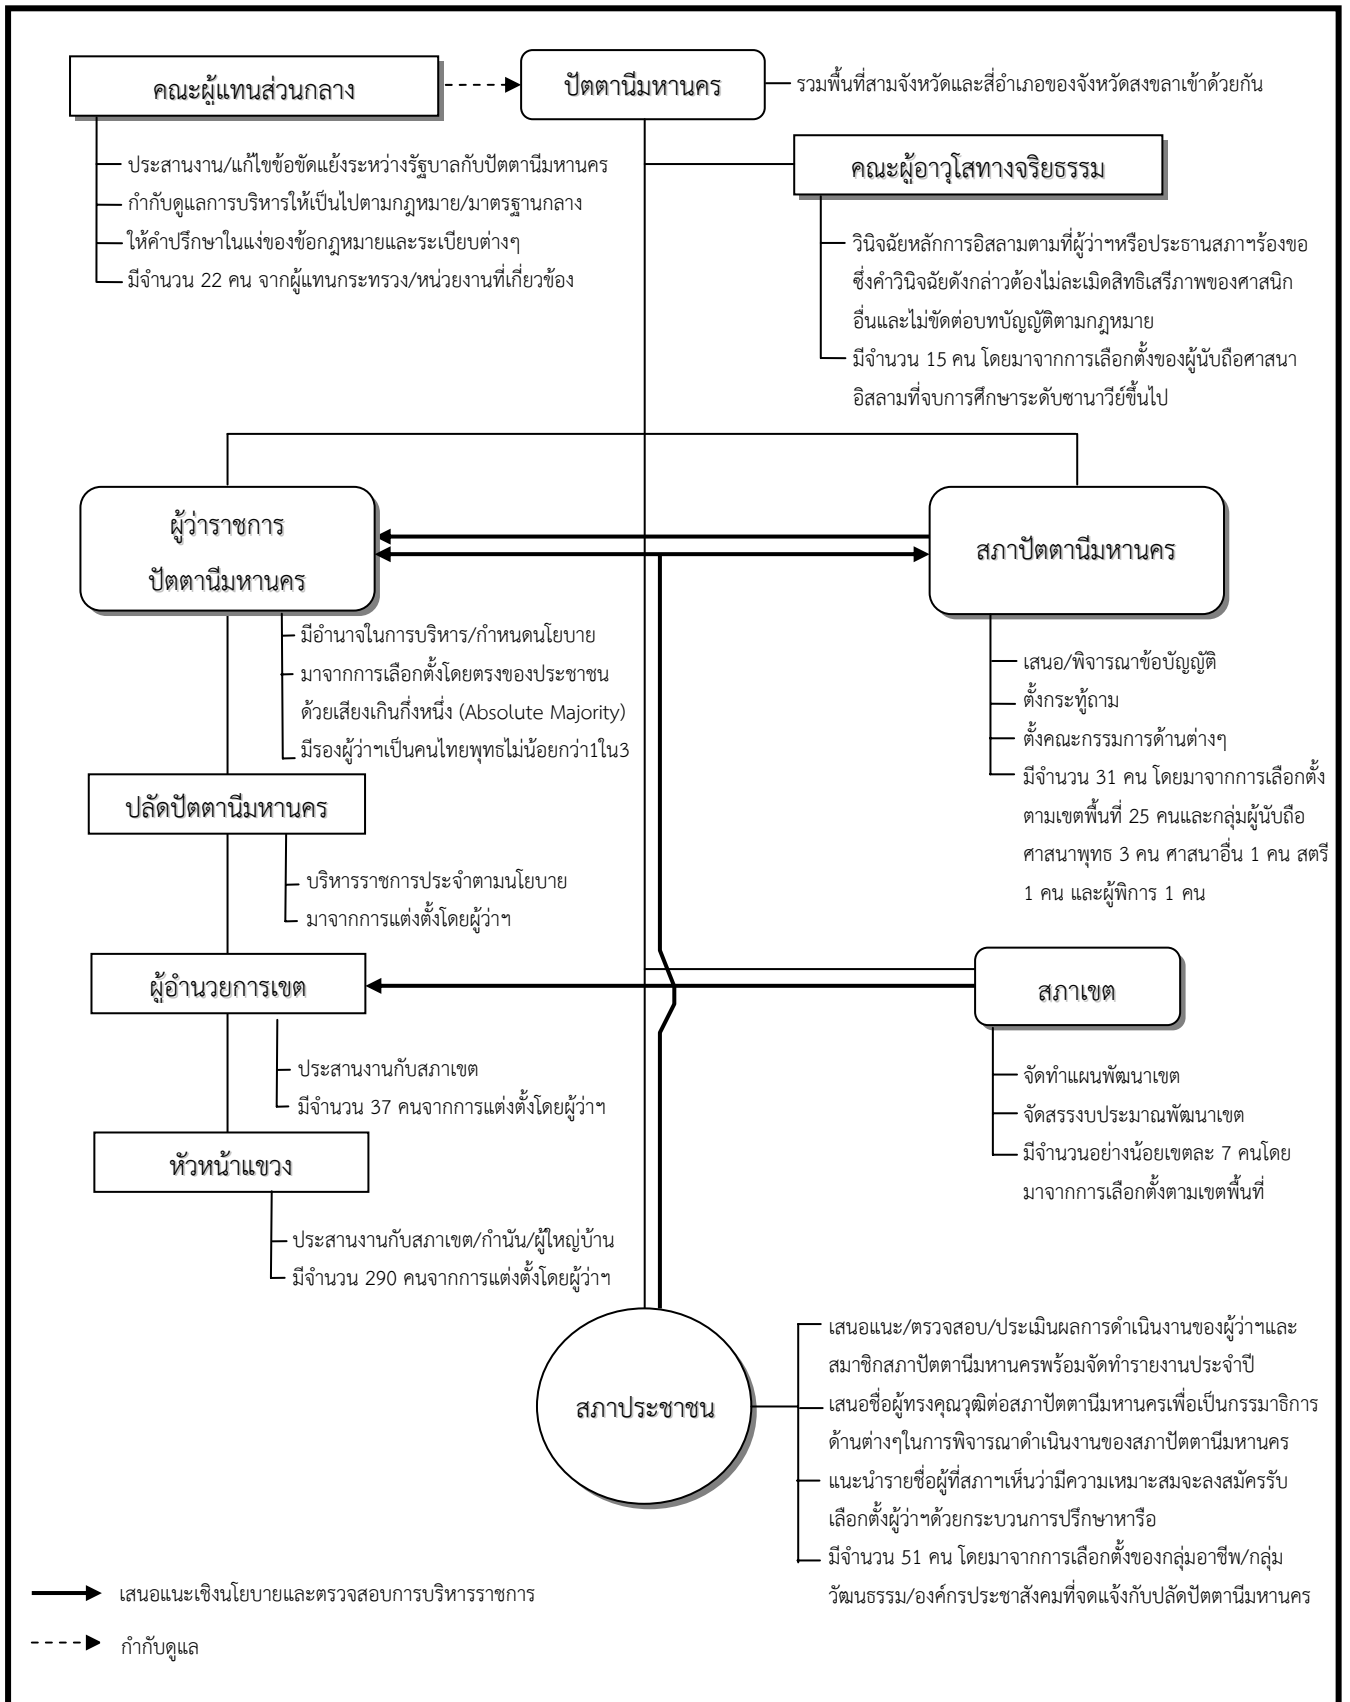 คณะผู้แทนส่วนกลาง
ปัตตานีมหานคร
รวมพื้นที่สามจังหวัดและสี่อำเภอของจังหวัดสงขลาเข้าด้วยกัน
ประสานงาน/แก้ไขข้อขัดแย้งระหว่างรัฐบาลกับปัตตานีมหานคร
กำกับดูแลการบริหารให้เป็นไปตามกฎหมาย/มาตรฐานกลาง
ให้คำปรึกษาในแง่ของข้อกฎหมายและระเบียบต่างๆ
มีจำนวน 22 คน จากผู้แทนกระทรวง/หน่วยงานที่เกี่ยวข้อง
คณะผู้อาวุโสทางจริยธรรม
วินิจฉัยหลักการอิสลามตามที่ผู้ว่าฯหรือประธานสภาฯร้องขอ
ซึ่งคำวินิจฉัยดังกล่าวต้องไม่ละเมิดสิทธิเสรีภาพของศาสนิก
อื่นและไม่ขัดต่อบทบัญญัติตามกฎหมาย
มีจำนวน 15 คน โดยมาจากการเลือกตั้งของผู้นับถือศาสนา
อิสลามที่จบการศึกษาระดับซานาวีย์ขึ้นไป
ผู้ว่าราชการ
ปัตตานีมหานคร
มีอำนาจในการบริหาร/กำหนดนโยบาย
มาจากการเลือกตั้งโดยตรงของประชาชน
ด้วยเสียงเกินกึ่งหนึ่ง (Absolute Majority)
มีรองผู้ว่าฯเป็นคนไทยพุทธไม่น้อยกว่า1ใน3
สภาปัตตานีมหานคร
เสนอ/พิจารณาข้อบัญญัติ
ตั้งกระทู้ถาม
ตั้งคณะกรรมการด้านต่างๆ
มีจำนวน 31 คน โดยมาจากการเลือกตั้ง
ตามเขตพื้นที่ 25 คนและกลุ่มผู้นับถือ
ศาสนาพุทธ 3 คน ศาสนาอื่น 1 คน สตรี
1 คน และผู้พิการ 1 คน
ปลัดปัตตานีมหานคร
บริหารราชการประจำตามนโยบาย
มาจากการแต่งตั้งโดยผู้ว่าฯ
ผู้อำนวยการเขต
ประสานงานกับสภาเขต
มีจำนวน 37 คนจากการแต่งตั้งโดยผู้ว่าฯ
สภาเขต
จัดทำแผนพัฒนาเขต
จัดสรรงบประมาณพัฒนาเขต
มีจำนวนอย่างน้อยเขตละ 7 คนโดย
มาจากการเลือกตั้งตามเขตพื้นที่
หัวหน้าแขวง
ประสานงานกับสภาเขต/กำนัน/ผู้ใหญ่บ้าน
มีจำนวน 290 คนจากการแต่งตั้งโดยผู้ว่าฯ
สภาประชาชน
เสนอแนะ/ตรวจสอบ/ประเมินผลการดำเนินงานของผู้ว่าฯและ
สมาชิกสภาปัตตานีมหานครพร้อมจัดทำรายงานประจำปี
เสนอชื่อผู้ทรงคุณวุฒิต่อสภาปัตตานีมหานครเพื่อเป็นกรรมาธิการ
ด้านต่างๆในการพิจารณาดำเนินงานของสภาปัตตานีมหานคร
แนะนำรายชื่อผู้ที่สภาฯเห็นว่ามีความเหมาะสมจะลงสมัครรับ
เลือกตั้งผู้ว่าฯด้วยกระบวนการปรึกษาหารือ
มีจำนวน 51 คน โดยมาจากการเลือกตั้งของกลุ่มอาชีพ/กลุ่ม
วัฒนธรรม/องค์กรประชาสังคมที่จดแจ้งกับปลัดปัตตานีมหานคร
เสนอแนะเชิงนโยบายและตรวจสอบการบริหารราชการ
กำกับดูแล